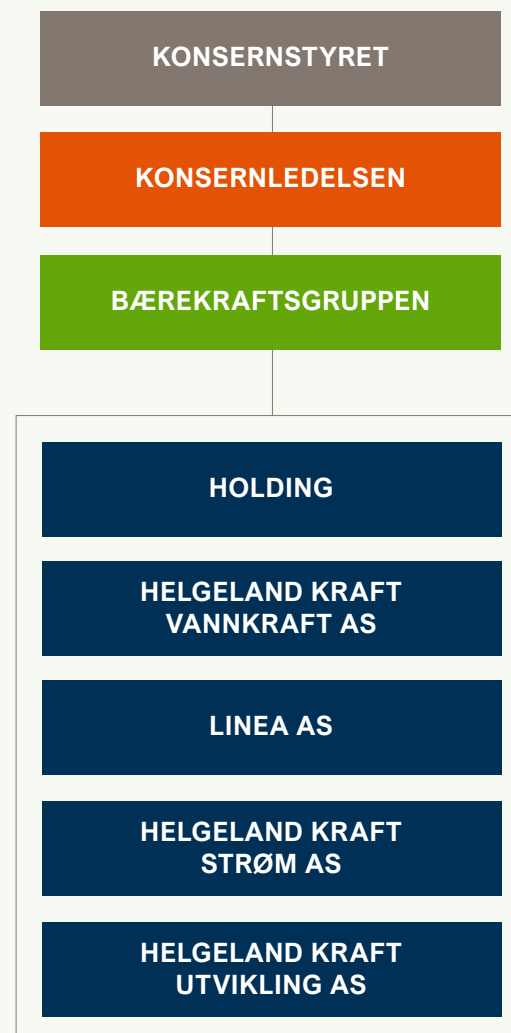 KONSERNSTYRET
KONSERNLEDELSEN
BÆREKRAFTSGRUPPEN
HOLDING
HELGELAND KRAFT
VANNKRAFT AS
LINEA AS
HELGELAND KRAFT
STRØM AS
HELGELAND KRAFT
UTVIKLING AS